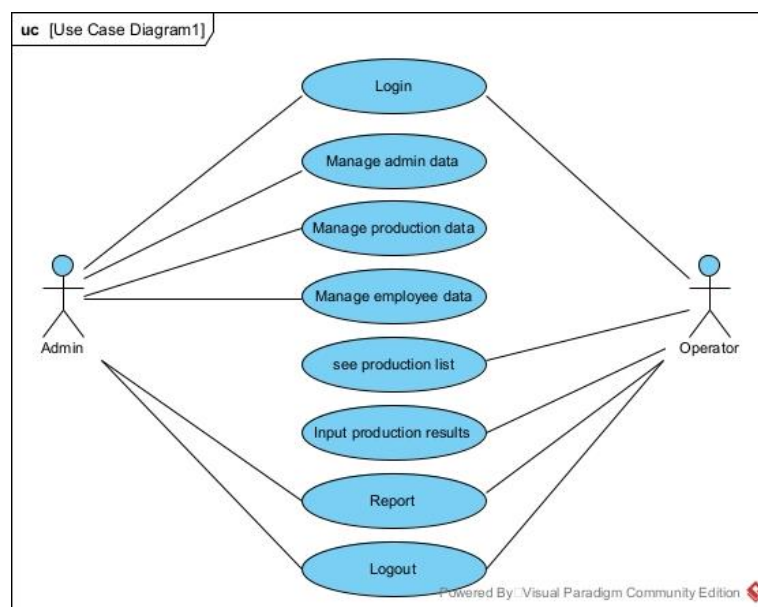 uc [Use Case Diagram1]
Login
Manage admin data
Manage production data
Manage employee data
Admin
Operator
see production list
Input production results
Report
Logout
Powered By Visual Paradigm Community Edition